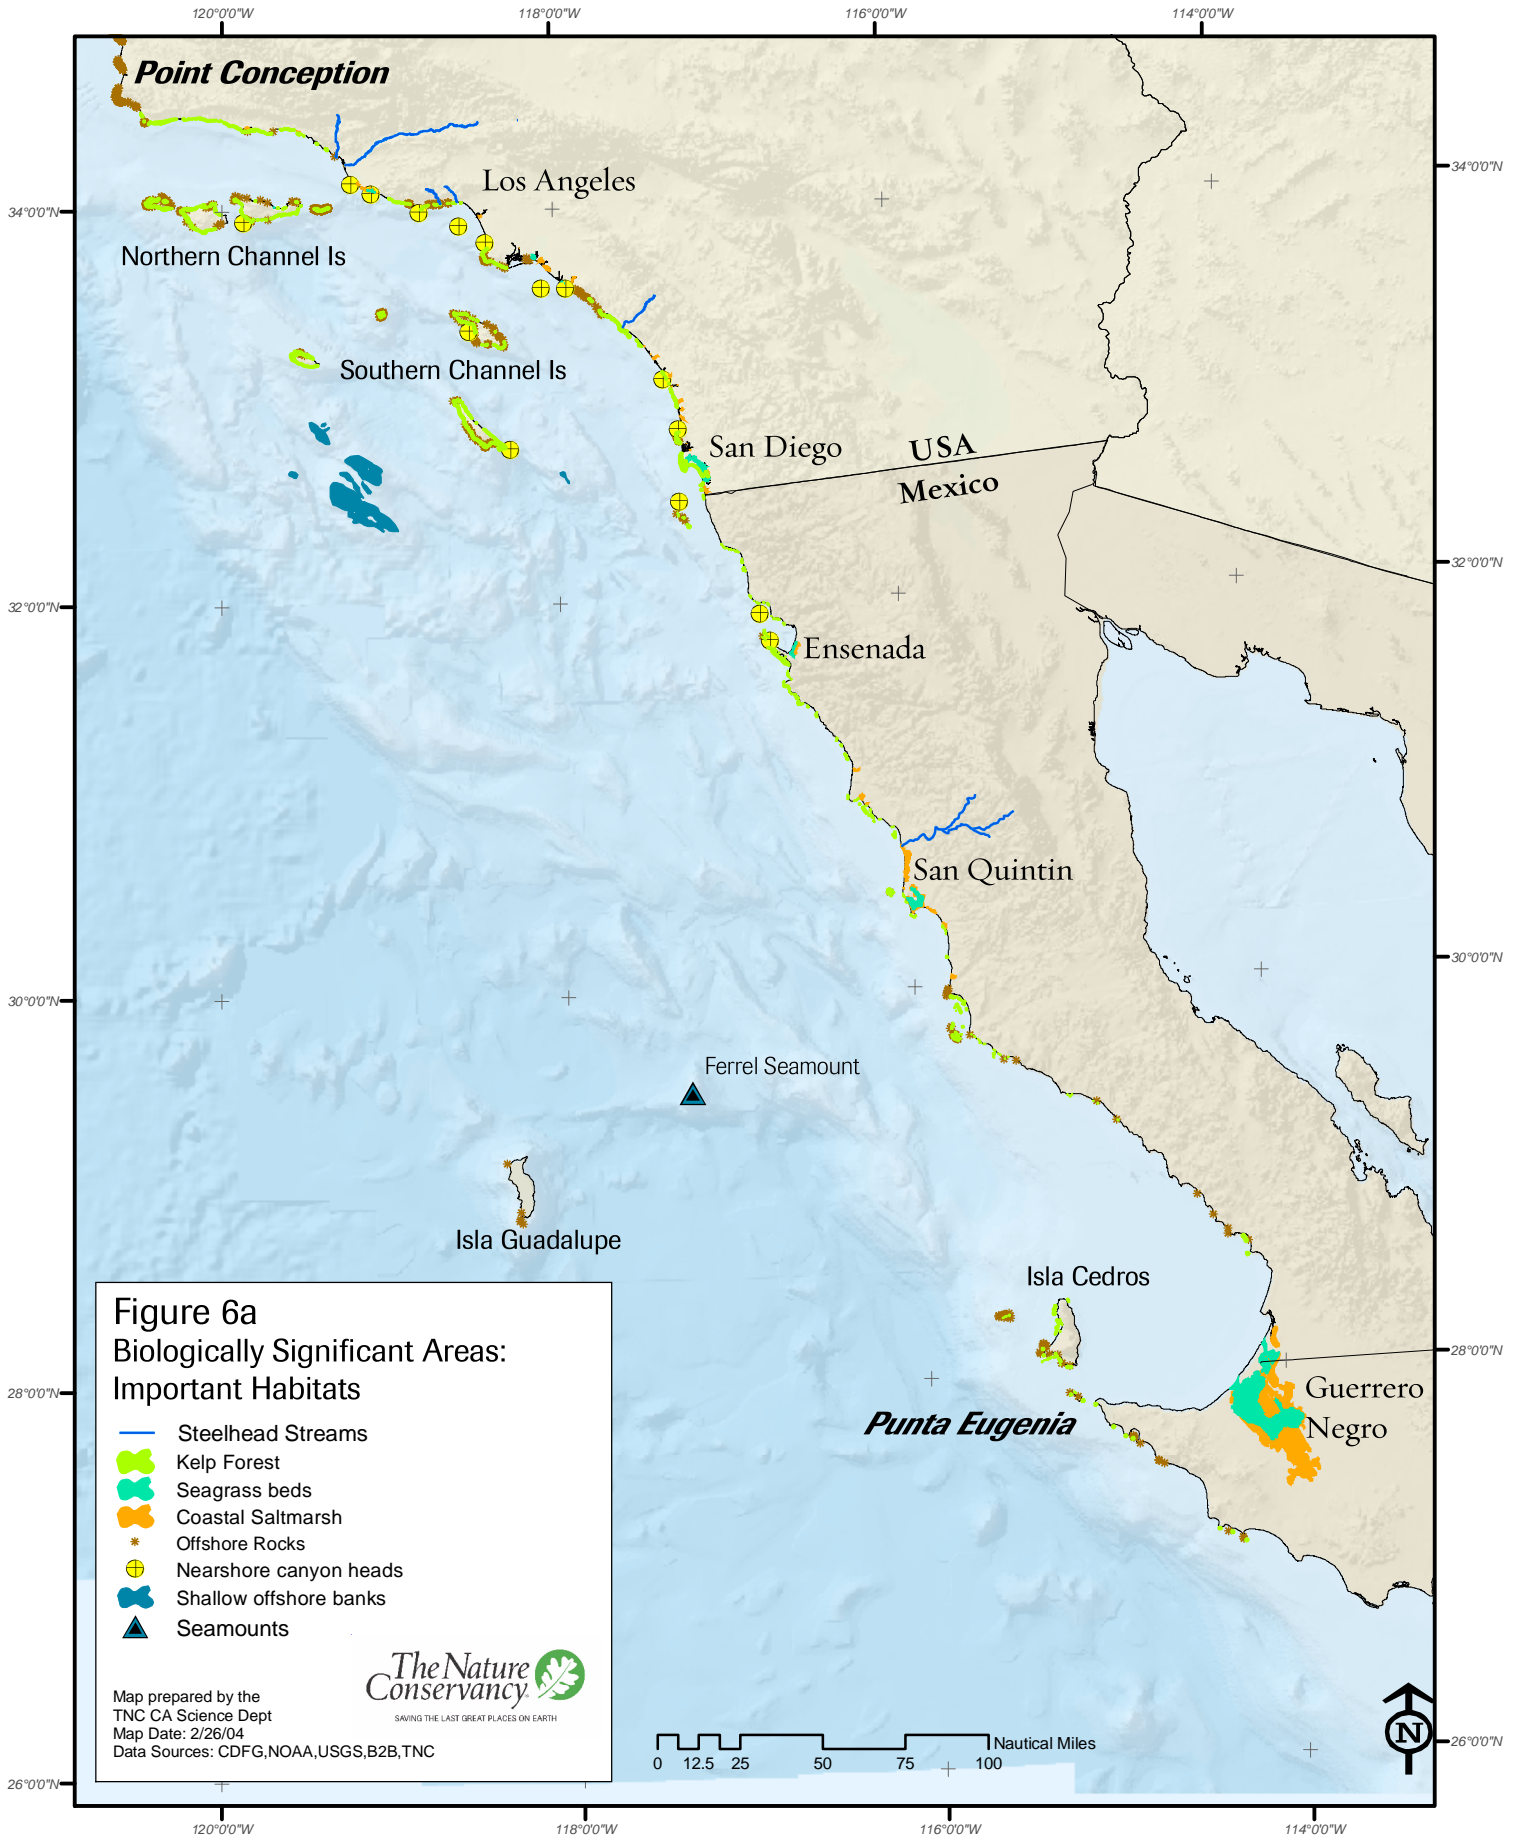 120°0'0"W
118°0'0"W
116°0'0"W
114°0'0"W
Point Conception
34°0'0"N
Los Angeles
34°0'0"N
Northern Channel Is
Southern Channel Is
San Diego
USA
Mexico
32°0'0"N
32°0'0"N
Ensenada
San Quintin
30°0'0"N
30°0'0"N
Ferrel Seamount
Isla Guadalupe
Isla Cedros
28°0'0"N
28°0'0"N
Guerrero
Negro
Punta Eugenia
Figure 6a
Biologically Significant Areas:
Important Habitats
Steelhead Streams
Kelp Forest
Seagrass beds
Coastal Saltmarsh
Offshore Rocks
Nearshore canyon heads
Shallow offshore banks
Seamounts
The Nature
Conservancy
SAVING THE LAST GREAT PLACES ON EARTH
Map prepared by the
TNC CA Science Dept
Map Date: 2/26/04
Data Sources: CDFG,NOAA,USGS,B2B,TNC
Nautical Miles
0 12.5 25 50 75 100
N
26°0'0"N
26°0'0"N
120°0'0"W
118°0'0"W
116°0'0"W
114°0'0"W